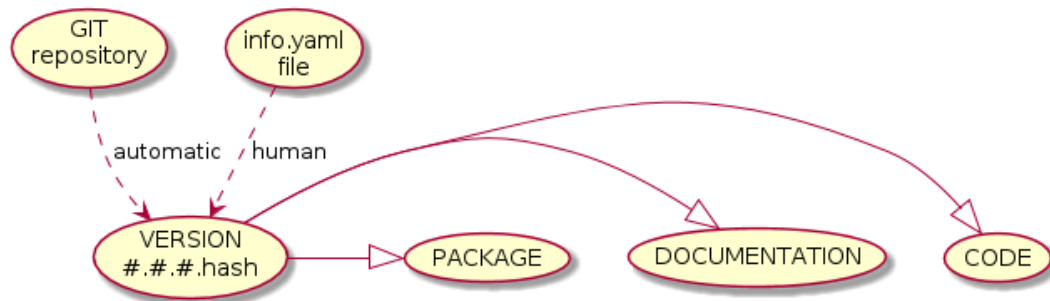 GIT
repository
info.yaml
file
automatic
human
VERSION
#.#.#.hash
PACKAGE
DOCUMENTATION
CODE